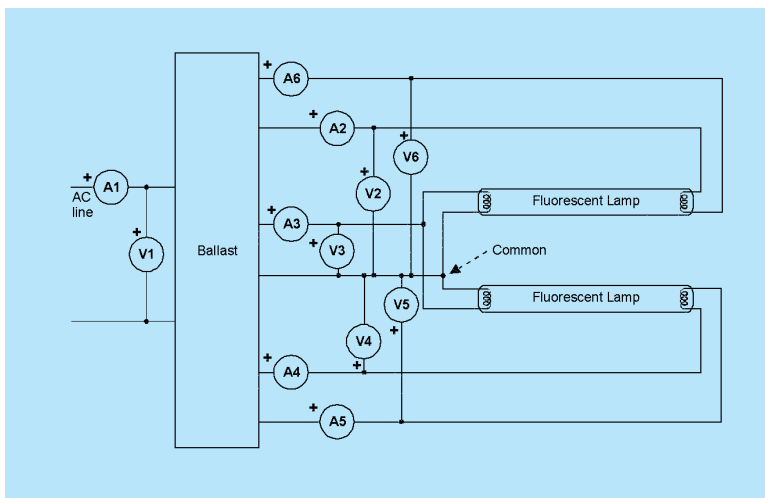 + A6
+ A2
+ V6
+ A1
+ V2
AC
line
Fluorescent Lamp
+ A3
+ V3
+ V1
Ballast
Common
Fluorescent Lamp
V5 +
V4 +
+ A4
+ A5